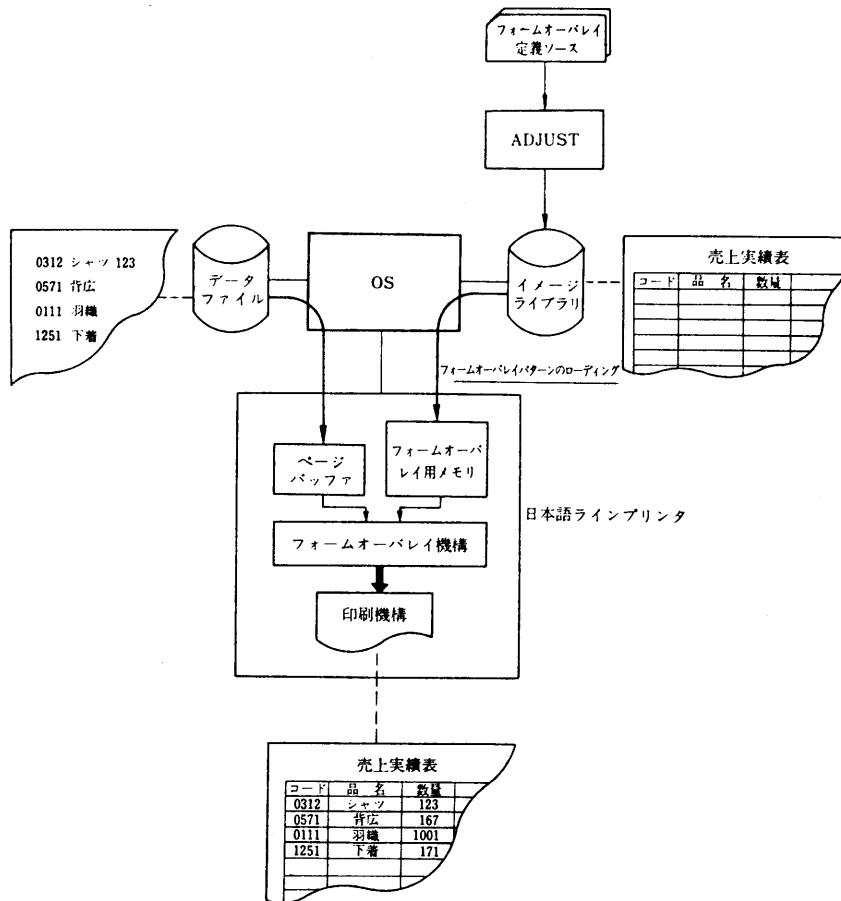 フォームオーバレイ
定義ソース
ADJUST
0312 シャツ 123
0571 背広
0111 羽織
1251 下着
データ
ファイル
OS
イメージ
ライブラリ
売上実績表
コード 品 名 数量
フォームオーバレイパターンのローディング
ページ
バッファ
フォームオーバ
レイ用メモリ
フォームオーバレイ機構
印刷機構
日本語ラインプリンタ
売上実績表
コード 品 名 数量
0312 シャツ 123
0571 背広 167
0111 羽織 1001
1251 下着 171